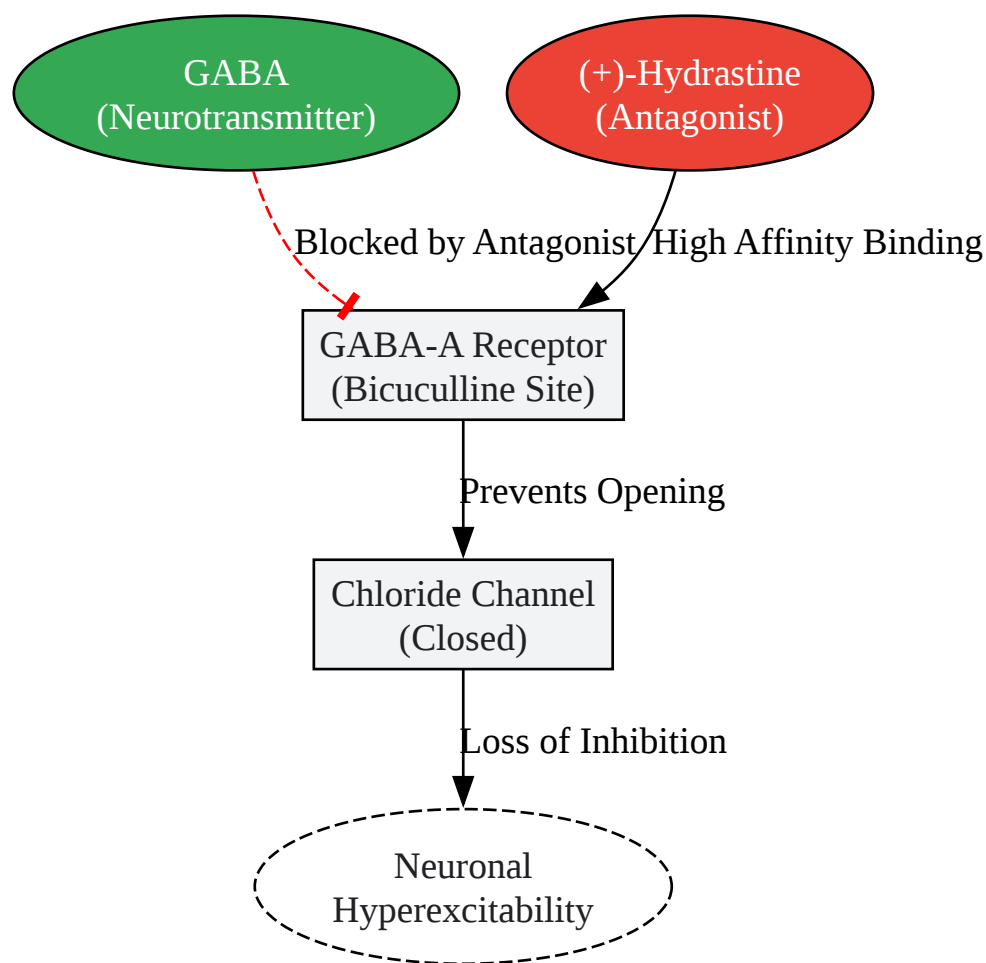 GABA
(Neurotransmitter)
(+)-Hydrastine
(Antagonist)
Blocked by Antagonist
High Affinity Binding
GABA-A Receptor
(Bicuculline Site)
Prevents Opening
Chloride Channel
(Closed)
Loss of Inhibition
Neuronal
Hyperexcitability